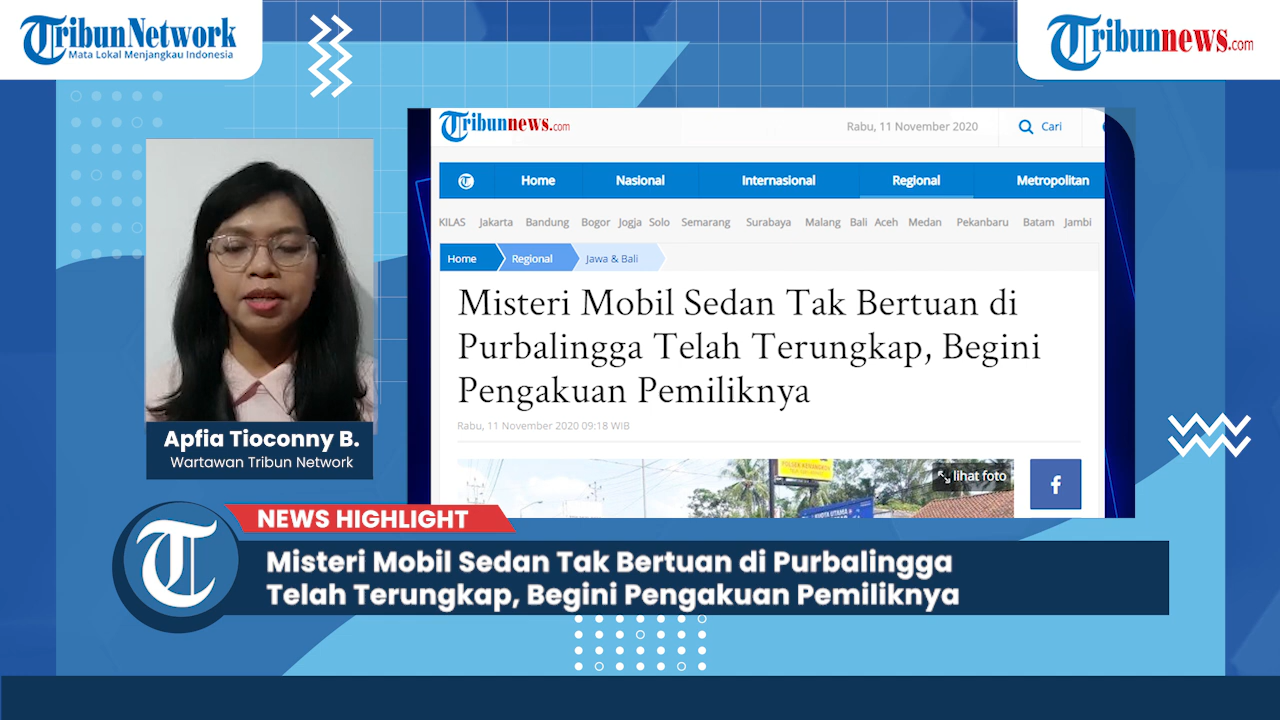 TribunNetwork
Mata Lokal Menjangkau Indonesia
Tribunnews.com
Tribunnews.com
Rabu, 11 November 2020
Cari
Home
Nasional
Internasional
Regional
Metropolitan
KILAS Jakarta Bandung Bogor Jogja Solo Semarang Surabaya Malang Bali Aceh Medan Pekanbaru Batam Jambi
Home
Regional
Jawa & Bali
Misteri Mobil Sedan Tak Bertuan di
Purbalingga Telah Terungkap, Begini
Pengakuan Pemiliknya
Rabu, 11 November 2020 09:18 WIB
lihat foto
f
Apfia Tioconny B.
Wartawan Tribun Network
T
NEWS HIGHLIGHT
Misteri Mobil Sedan Tak Bertuan di Purbalingga
Telah Terungkap, Begini Pengakuan Pemiliknya